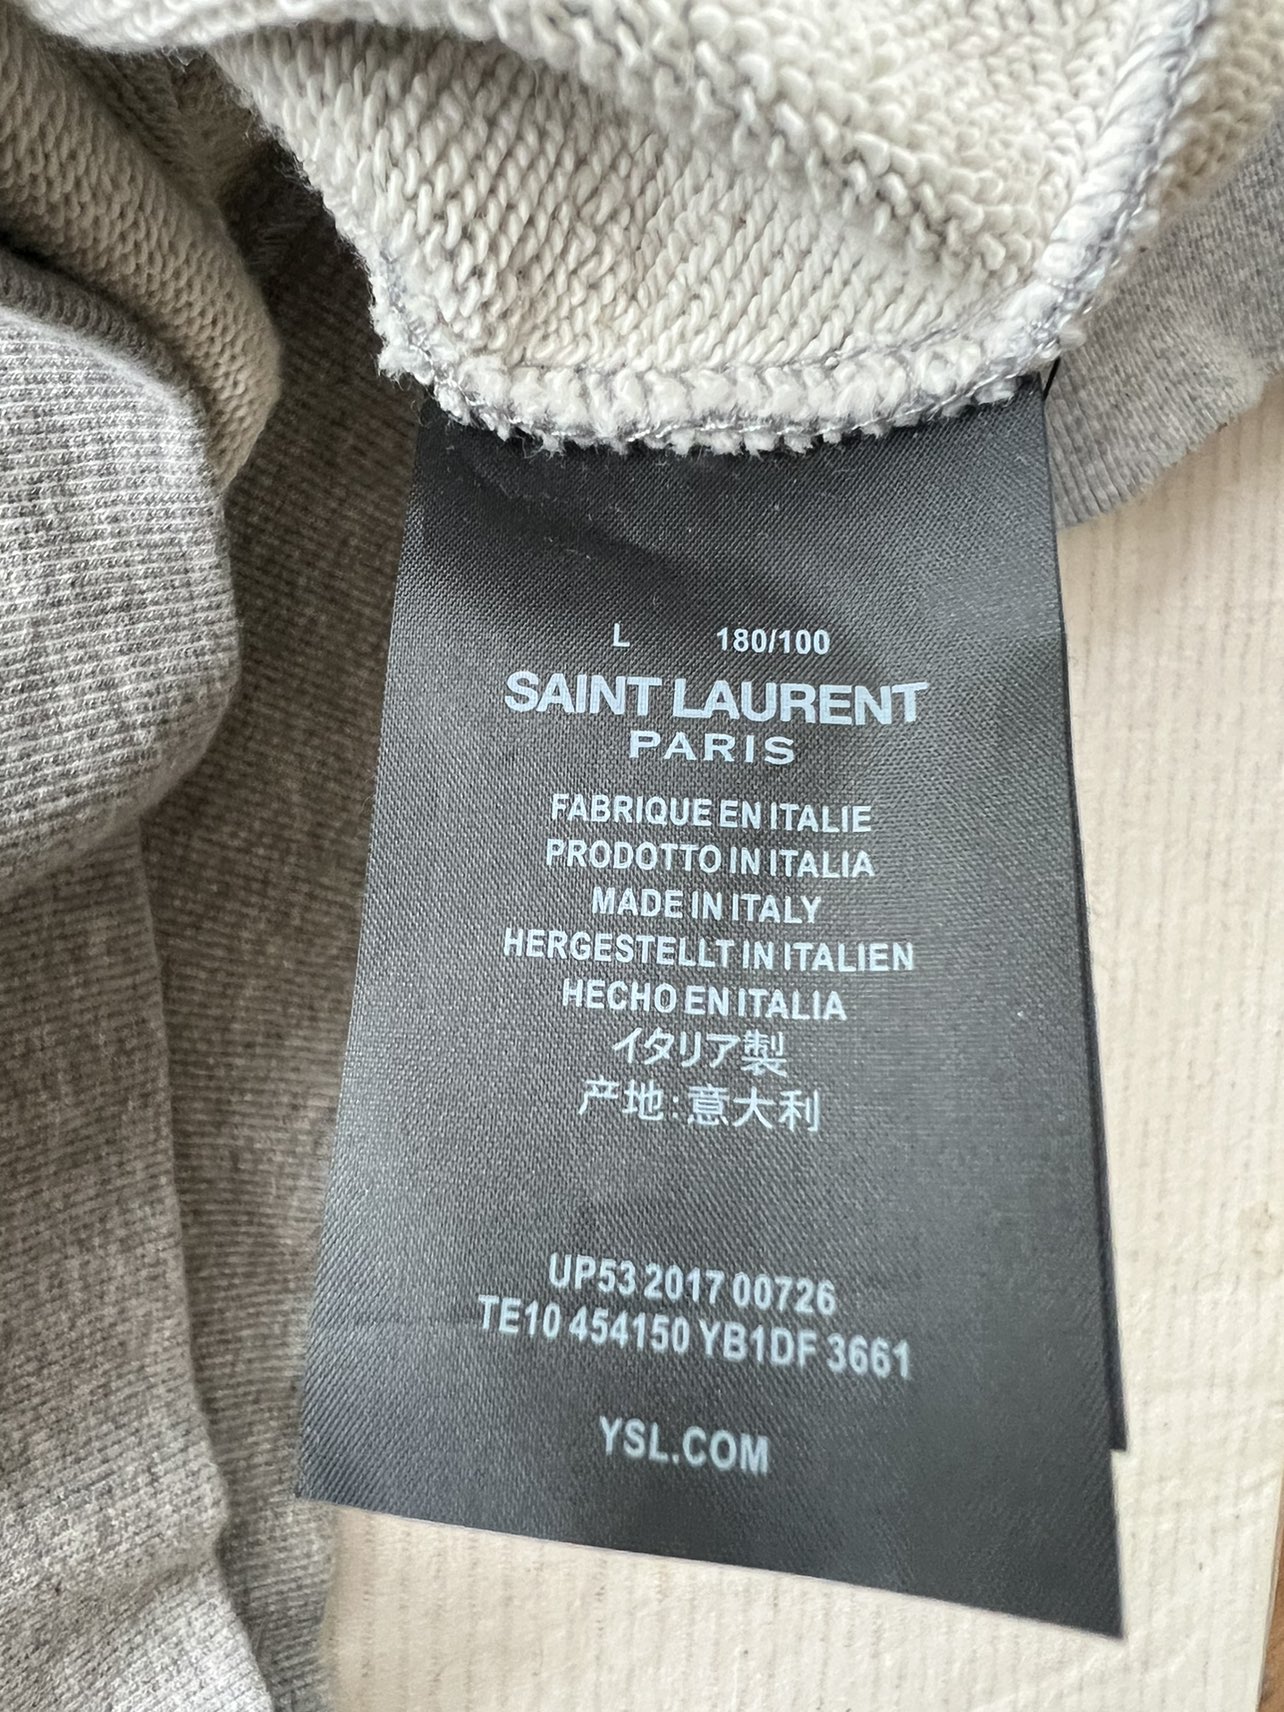 L 180/100
SAINT LAURENT
PARIS
FABRIQUE EN ITALIE
PRODOTTO IN ITALIA
MADE IN ITALY
HERGESTELLT IN ITALIEN
HECHO EN ITALIA
イタリア製
产地:意大利
UP53 2017 00726
TE10 454150 YB1DF 3661
YSL.COM